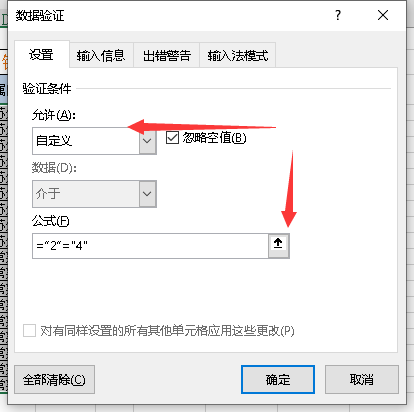 数据验证 ? ×
设置 输入信息 出错警告 输入法模式
验证条件
允许(A):
自定义 忽略空值(B)
数据(D):
介于
公式(F)
="2"="4"
对有同样设置的所有其他单元格应用这些更改(P)
全部清除(C) 确定 取消